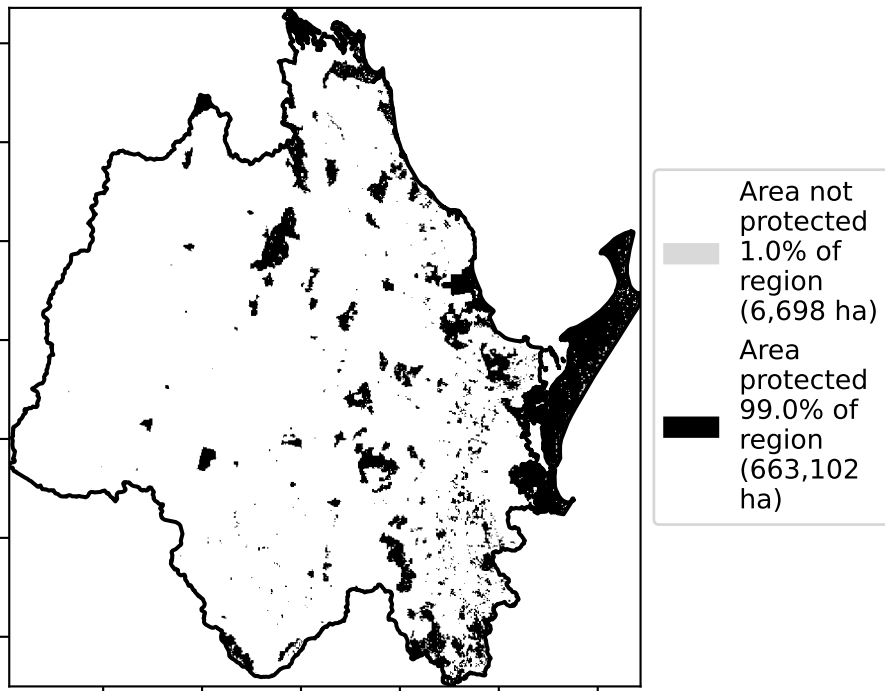 Area not
protected
1.0% of
region
(6,698 ha)
Area
protected
99.0% of
region
(663,102
ha)